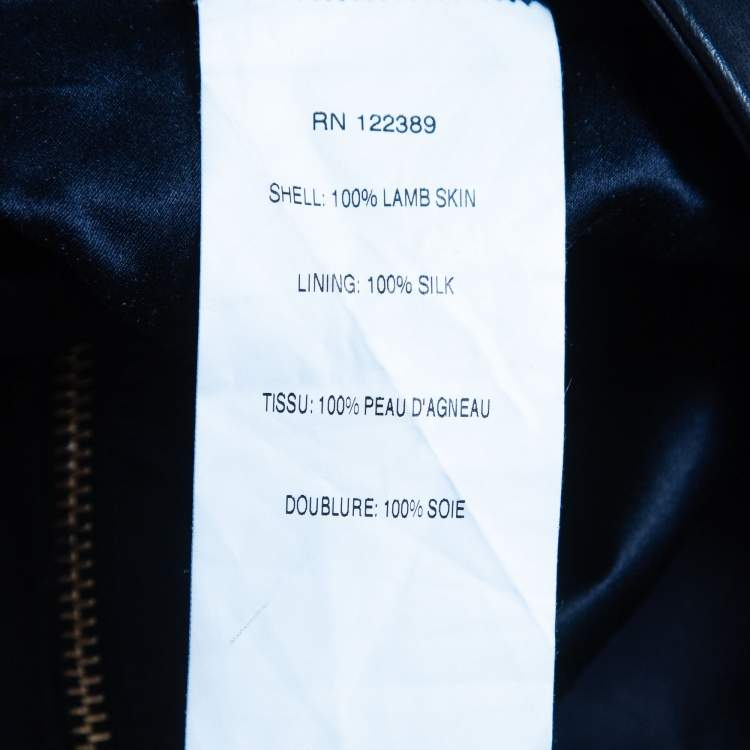 RN 122389
SHELL: 100% LAMB SKIN
LINING: 100% SILK
TISSU: 100% PEAU D'AGNEAU
DOUBLURE: 100% SOIE